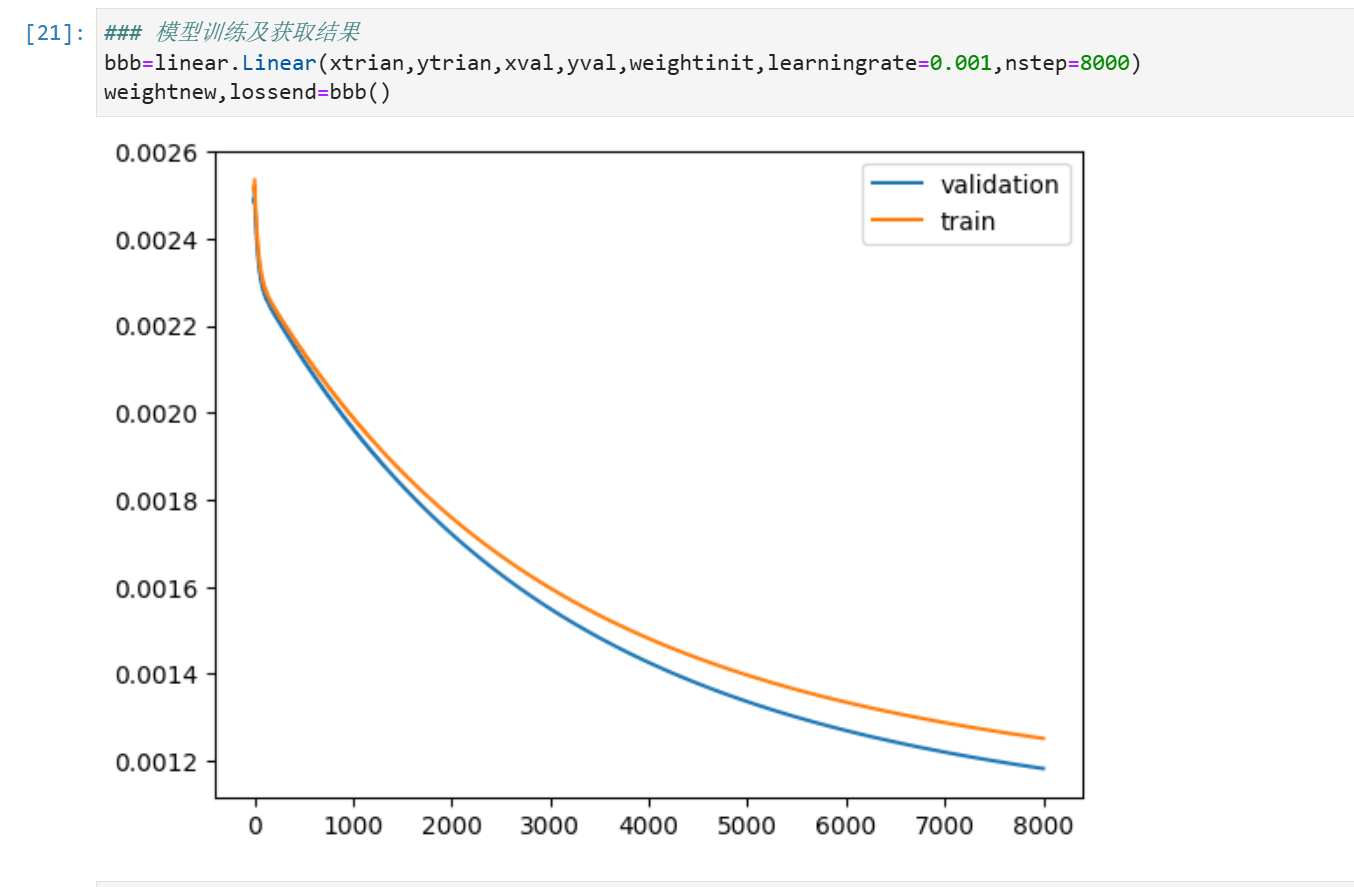 [21]: ### 模型训练及获取结果
bbb=linear.Linear(xtrian,ytrian,xval,yval,weightinit,learningrate=0.001,nstep=8000)
weightnew,lossend=bbb()
0.0026
validation
train
0.0024
0.0022
0.0020
0.0018
0.0016
0.0014
0.0012
0 1000 2000 3000 4000 5000 6000 7000 8000